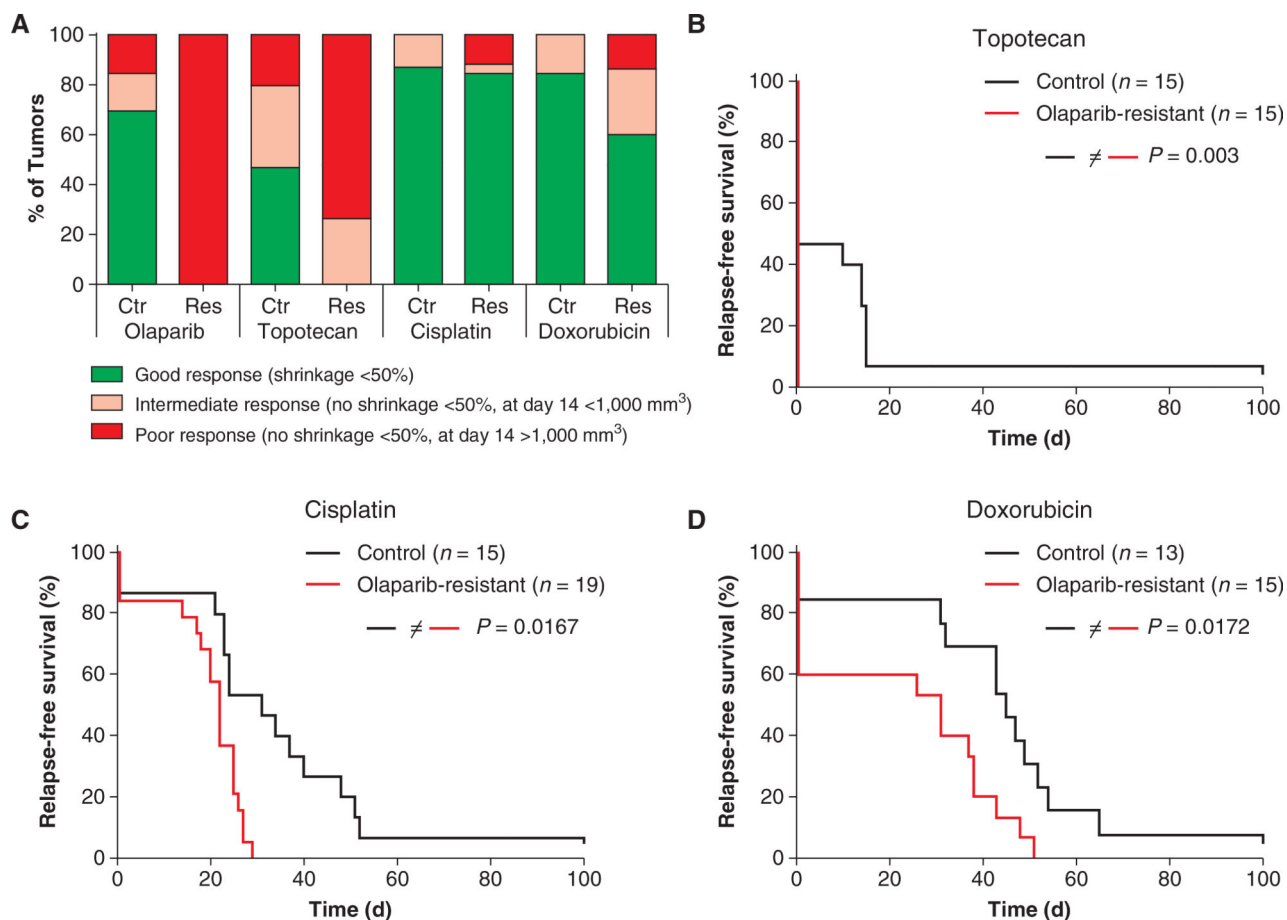 A
% of Tumors
100
80
60
40
20
0
Ctr Res Ctr Res Ctr Res Ctr Res
Olaparib Topotecan Cisplatin Doxorubicin
Good response (shrinkage <50%)
Intermediate response (no shrinkage <50%, at day 14 <1,000 mm³)
Poor response (no shrinkage <50%, at day 14 >1,000 mm³)
B
Topotecan
Control (n = 15)
Olaparib-resistant (n = 15)
≠ P = 0.003
Relapse-free survival (%)
100
80
60
40
20
0
0 20 40 60 80 100
Time (d)
C
Cisplatin
Control (n = 15)
Olaparib-resistant (n = 19)
≠ P = 0.0167
Relapse-free survival (%)
100
80
60
40
20
0
0 20 40 60 80 100
Time (d)
D
Doxorubicin
Control (n = 13)
Olaparib-resistant (n = 15)
≠ P = 0.0172
Relapse-free survival (%)
100
80
60
40
20
0
0 20 40 60 80 100
Time (d)